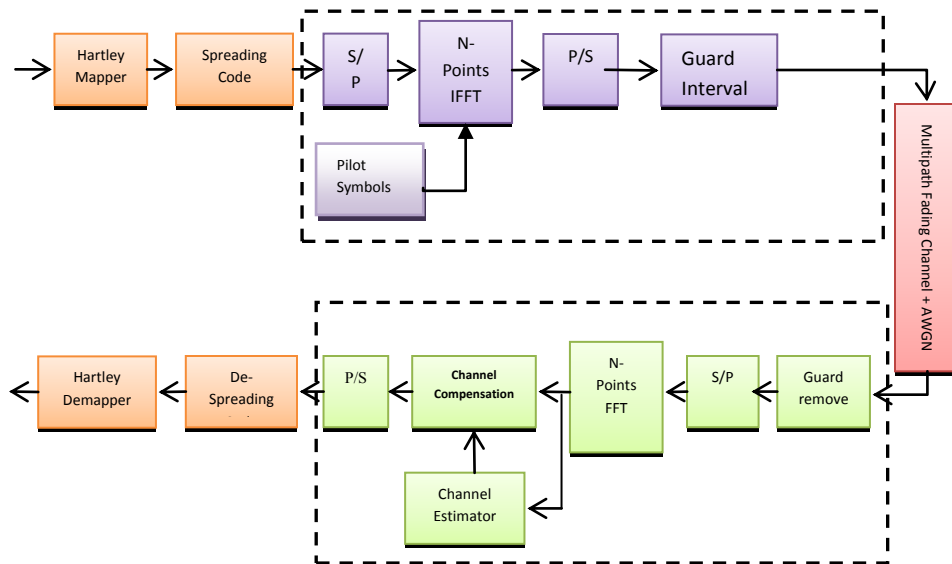 Hartley
Mapper
Spreading
Code
S/
P
N-
Points
IFFT
P/S
Guard
Interval
Pilot
Symbols
Multipath Fading Channel + AWGN
Hartley
Demapper
De-
Spreading
P/S
Channel
Compensation
N-
Points
FFT
S/P
Guard
remove
Channel
Estimator